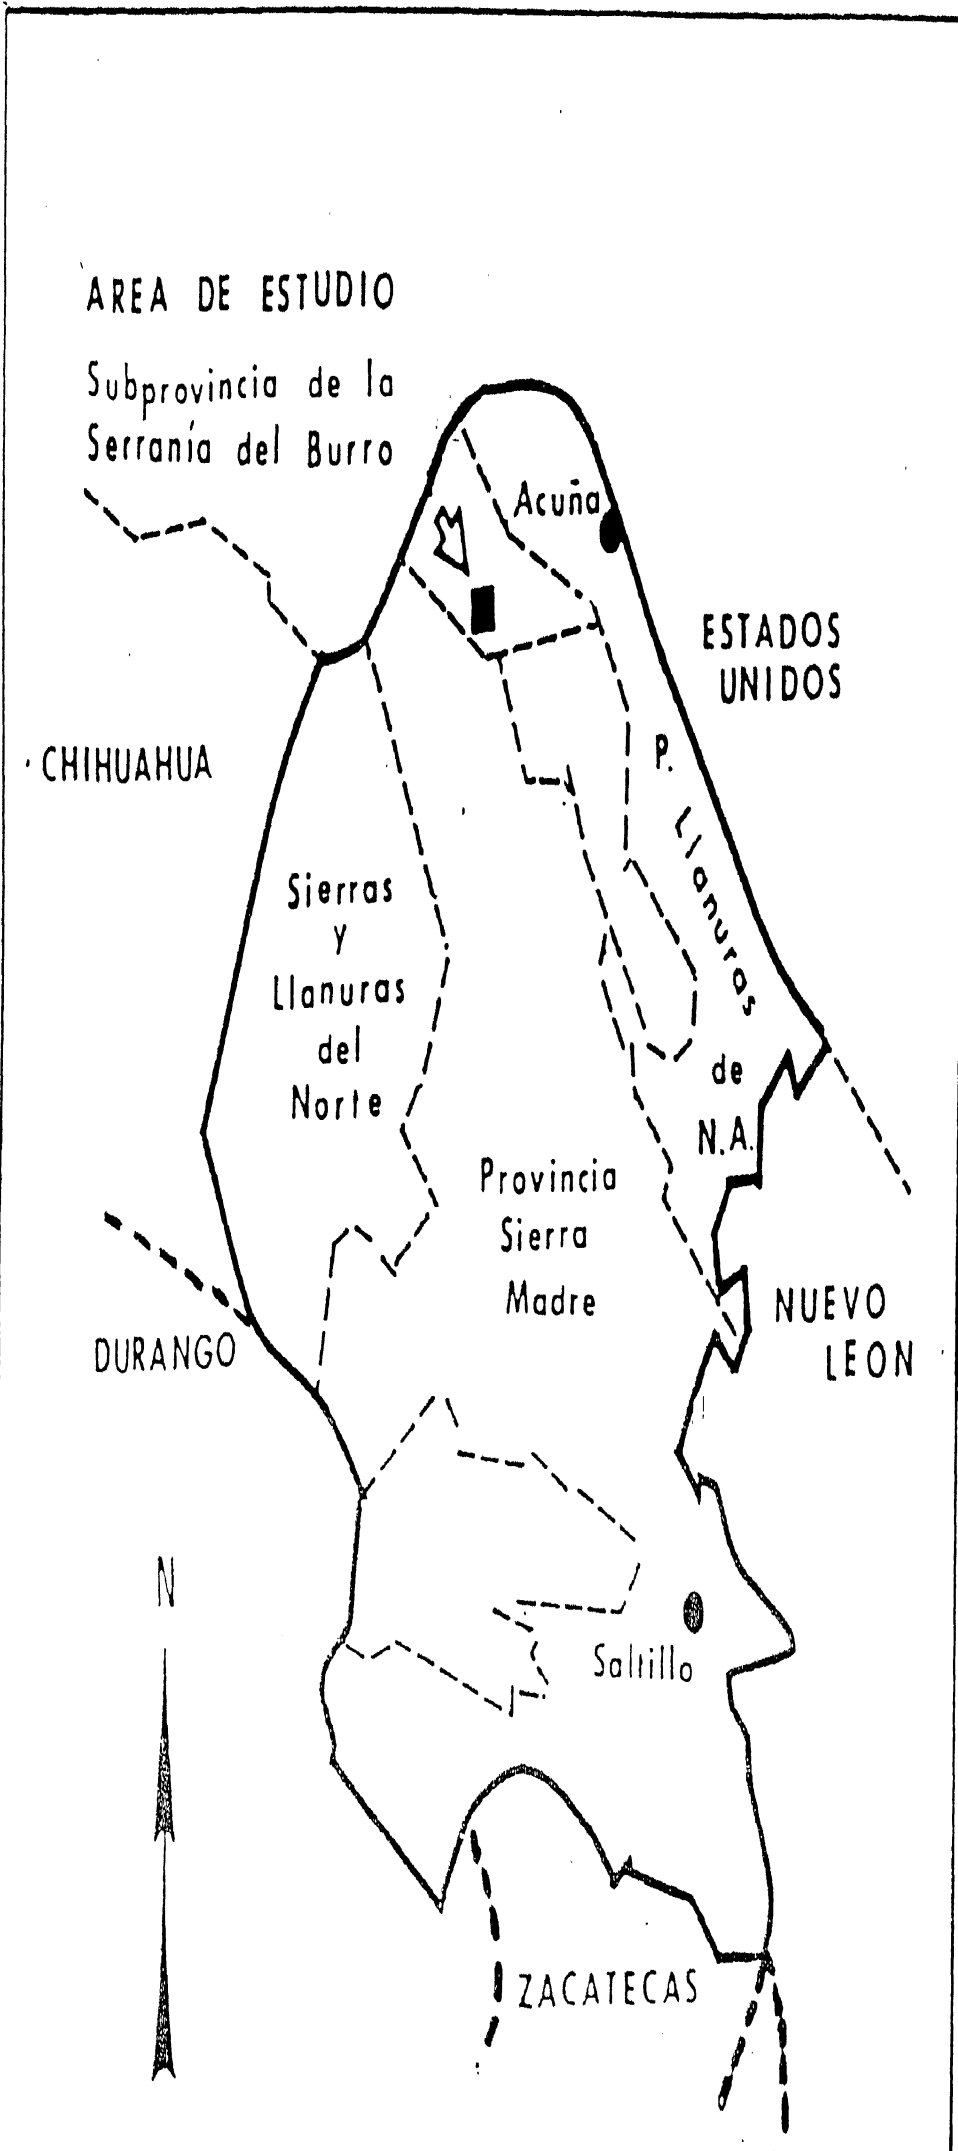 AREA DE ESTUDIO
Subprovincia de la
Serranía del Burro
Acuña
ESTADOS
UNIDOS
P.
Llanuras
de
N.A.
CHIHUAHUA
Sierras
y
Llanuras
del
Norte
Provincia
Sierra
Madre
NUEVO
LEON
DURANGO
N
Saltillo
ZACATECAS